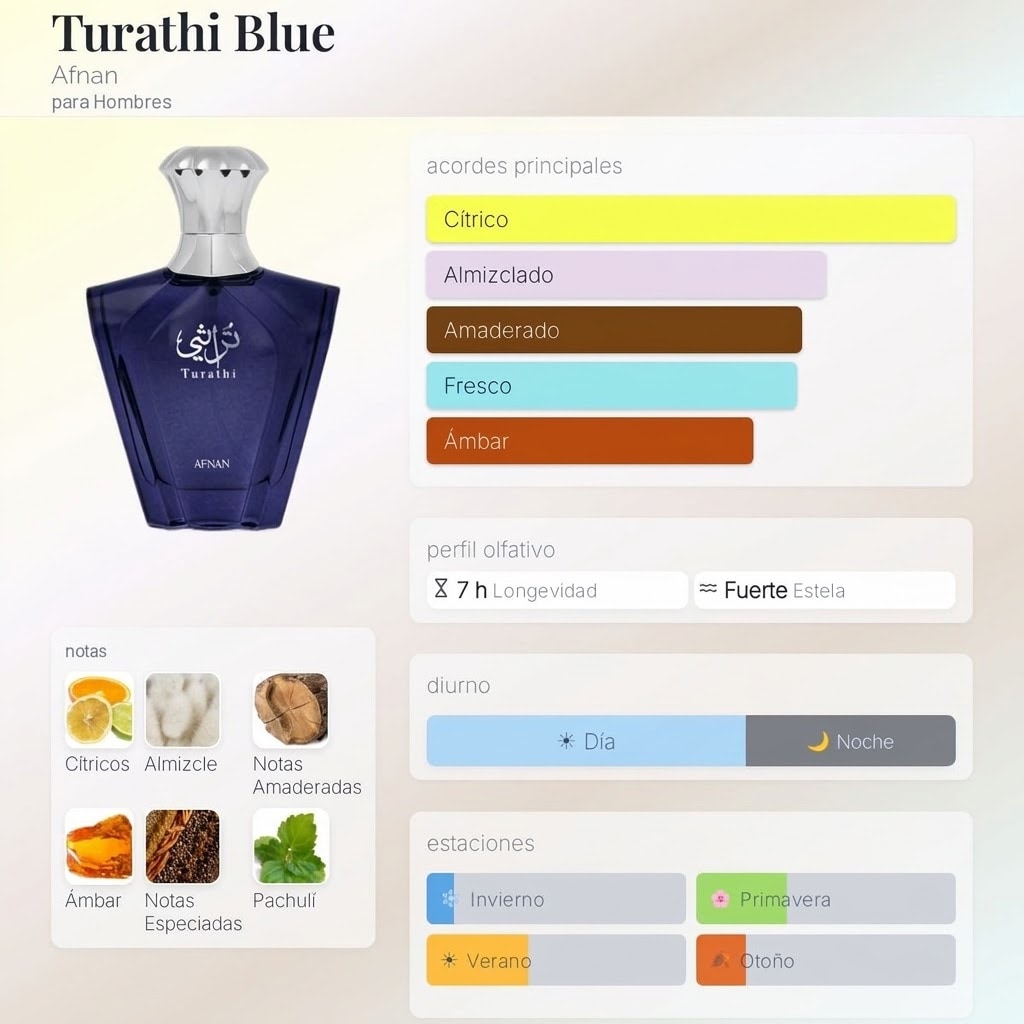 Turathi Blue
Afnan
para Hombres
تُراثي
Turathi
AFNAN
acordes principales
Cítrico
Almizclado
Amaderado
Fresco
Ámbar
perfil olfativo
7 h Longevidad
Fuerte Estela
diurno
Día
Noche
estaciones
Invierno
Primavera
Verano
Otoño
notas
Cítricos
Almizcle
Notas
Amaderadas
Ámbar
Notas
Especiadas
Pachulí